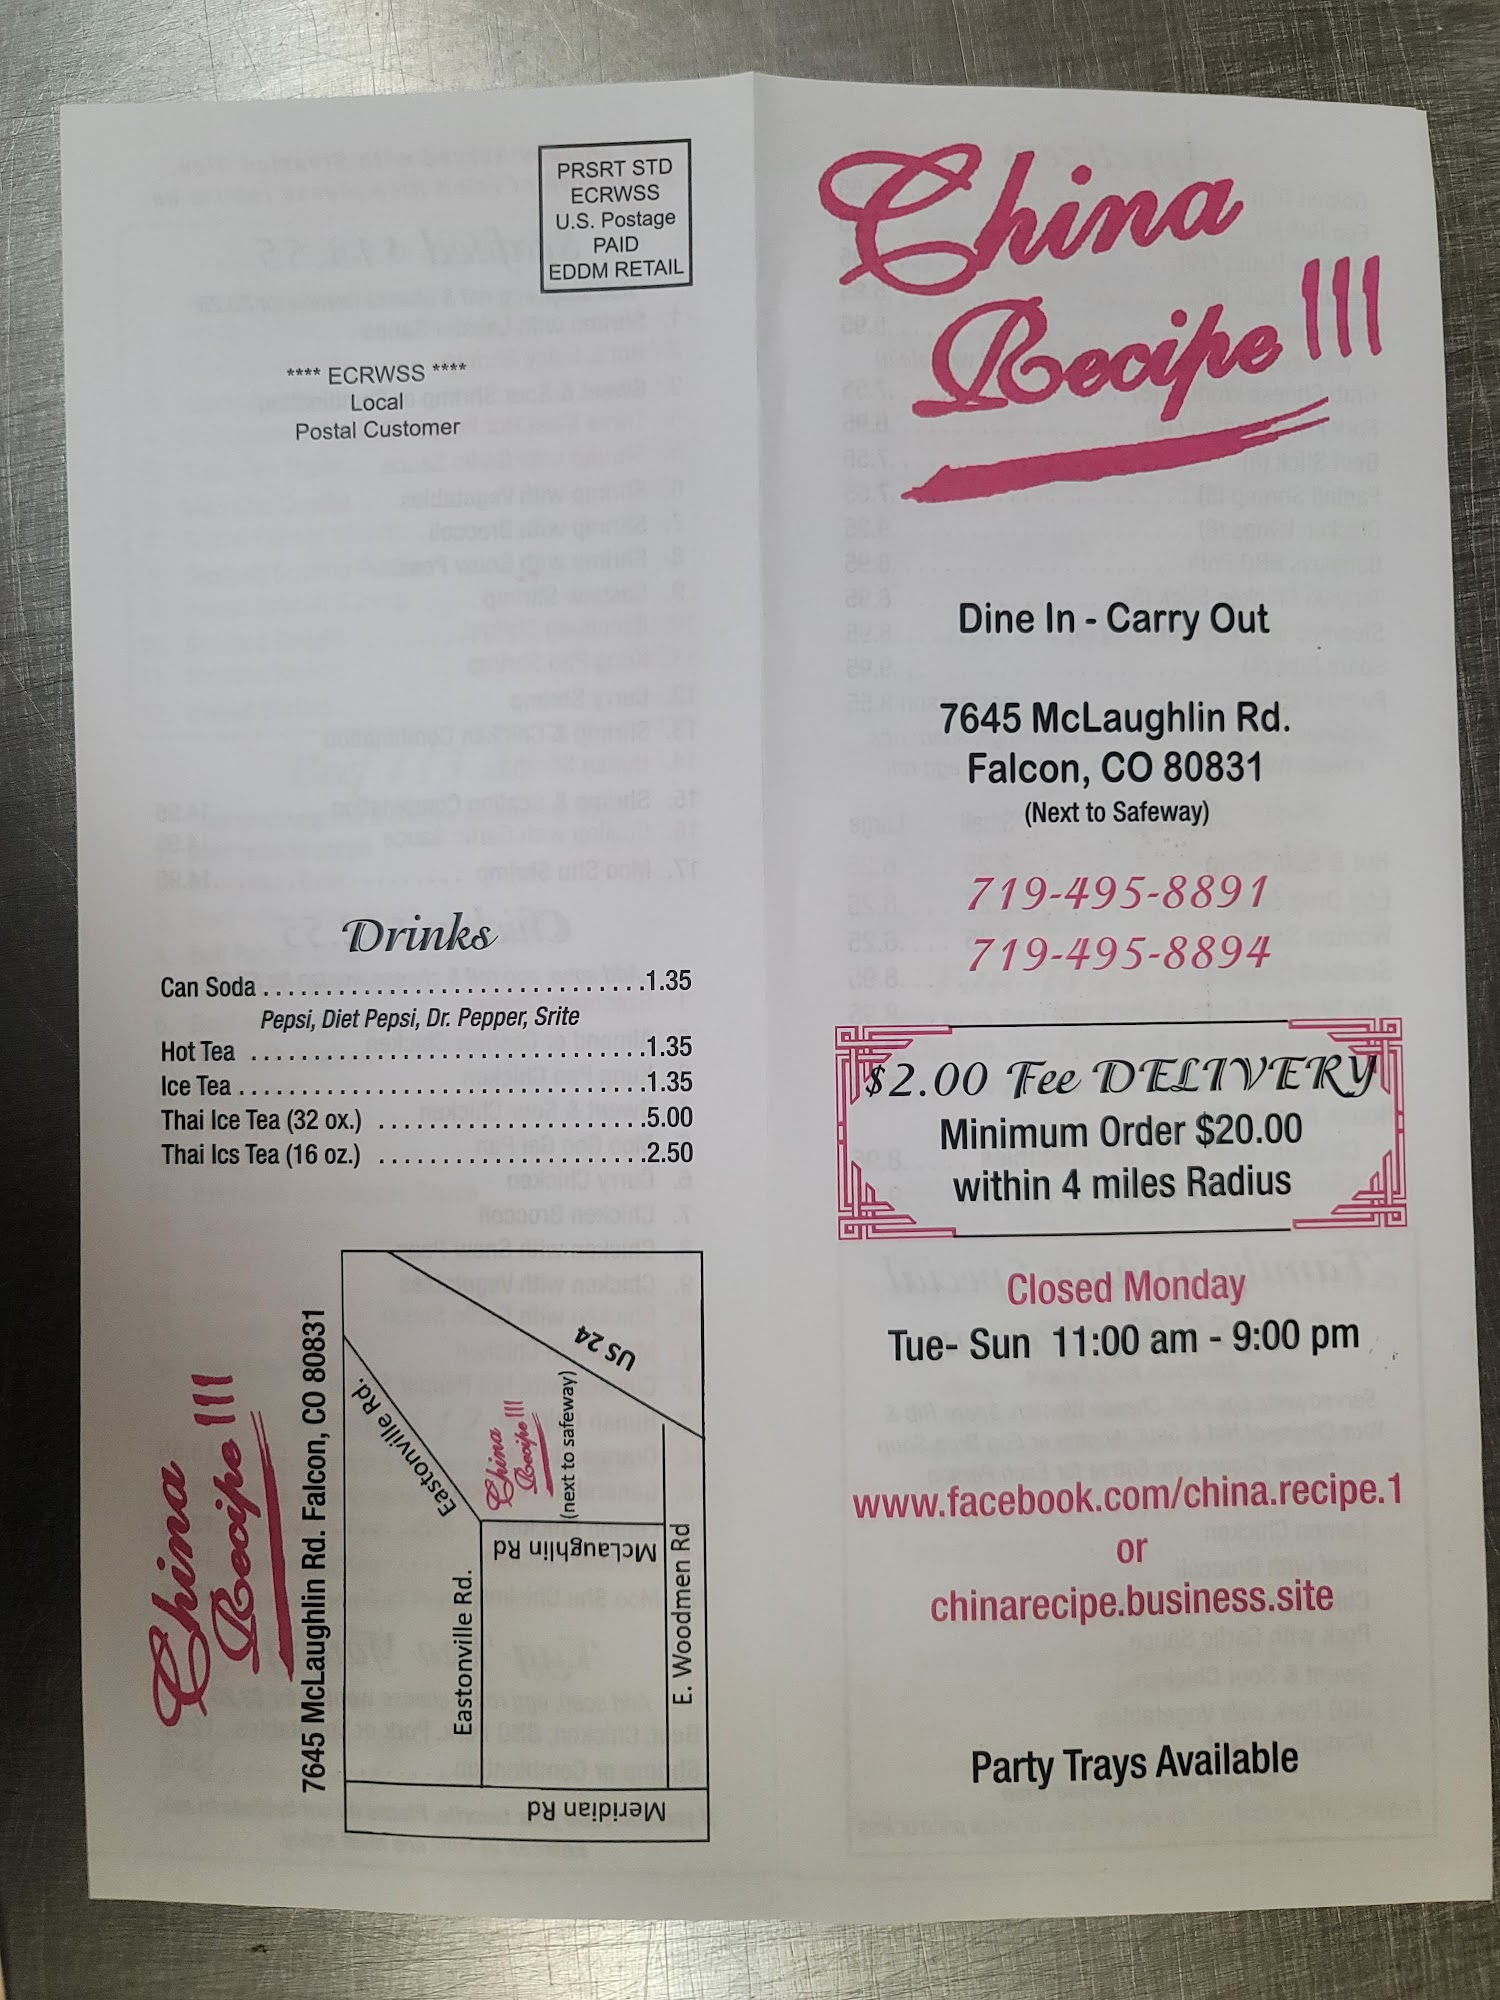 PRSRT STD
ECRWSS
U.S. Postage
PAID
EDDM RETAIL
**** ECRWSS ****
Local
Postal Customer
Drinks
Can Soda.............................1.35
Pepsi, Diet Pepsi, Dr. Pepper, Srite
Hot Tea ..............................1.35
Ice Tea...............................1.35
Thai Ice Tea (32 ox.) .....................5.00
Thai Ics Tea (16 oz.) .....................2.50
China
Recipe III
7645 McLaughlin Rd. Falcon, CO 80831
US 24
Eastonville Rd.
China
Recipe III
(next to safeway)
McLaughlin Rd
Eastonville Rd.
E. Woodmen Rd
Meridian Rd
China
Recipe III
Dine In - Carry Out
7645 McLaughlin Rd.
Falcon, CO 80831
(Next to Safeway)
719-495-8891
719-495-8894
$2.00 Fee DELIVERY
Minimum Order $20.00
within 4 miles Radius
Closed Monday
Tue- Sun 11:00 am - 9:00 pm
www.facebook.com/china.recipe.1
or
chinarecipe.business.site
Party Trays Available